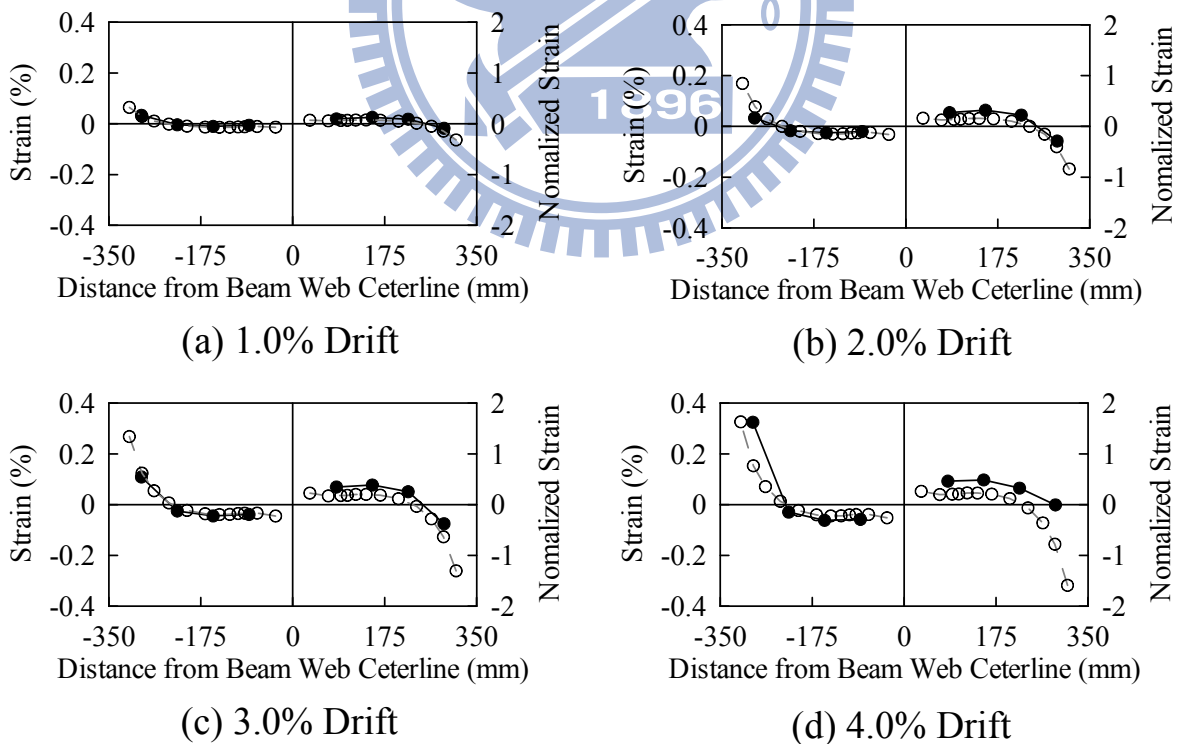 0.4
0.2
0
-0.2
-0.4
Strain (%)
2
1
0
-1
-2
Nomalized Strain
-350 -175 0 175 350
Distance from Beam Web Ceterline (mm)
(a) 1.0% Drift
0.4
0.2
0
-0.2
-0.4
Strain (%)
2
1
0
-1
-2
Nomalized Strain
-350 -175 0 175 350
Distance from Beam Web Ceterline (mm)
(b) 2.0% Drift
1896
0.4
0.2
0
-0.2
-0.4
Strain (%)
2
1
0
-1
-2
Nomalized Strain
-350 -175 0 175 350
Distance from Beam Web Ceterline (mm)
(c) 3.0% Drift
0.4
0.2
0
-0.2
-0.4
Strain (%)
2
1
0
-1
-2
Nomalized Strain
-350 -175 0 175 350
Distance from Beam Web Ceterline (mm)
(d) 4.0% Drift